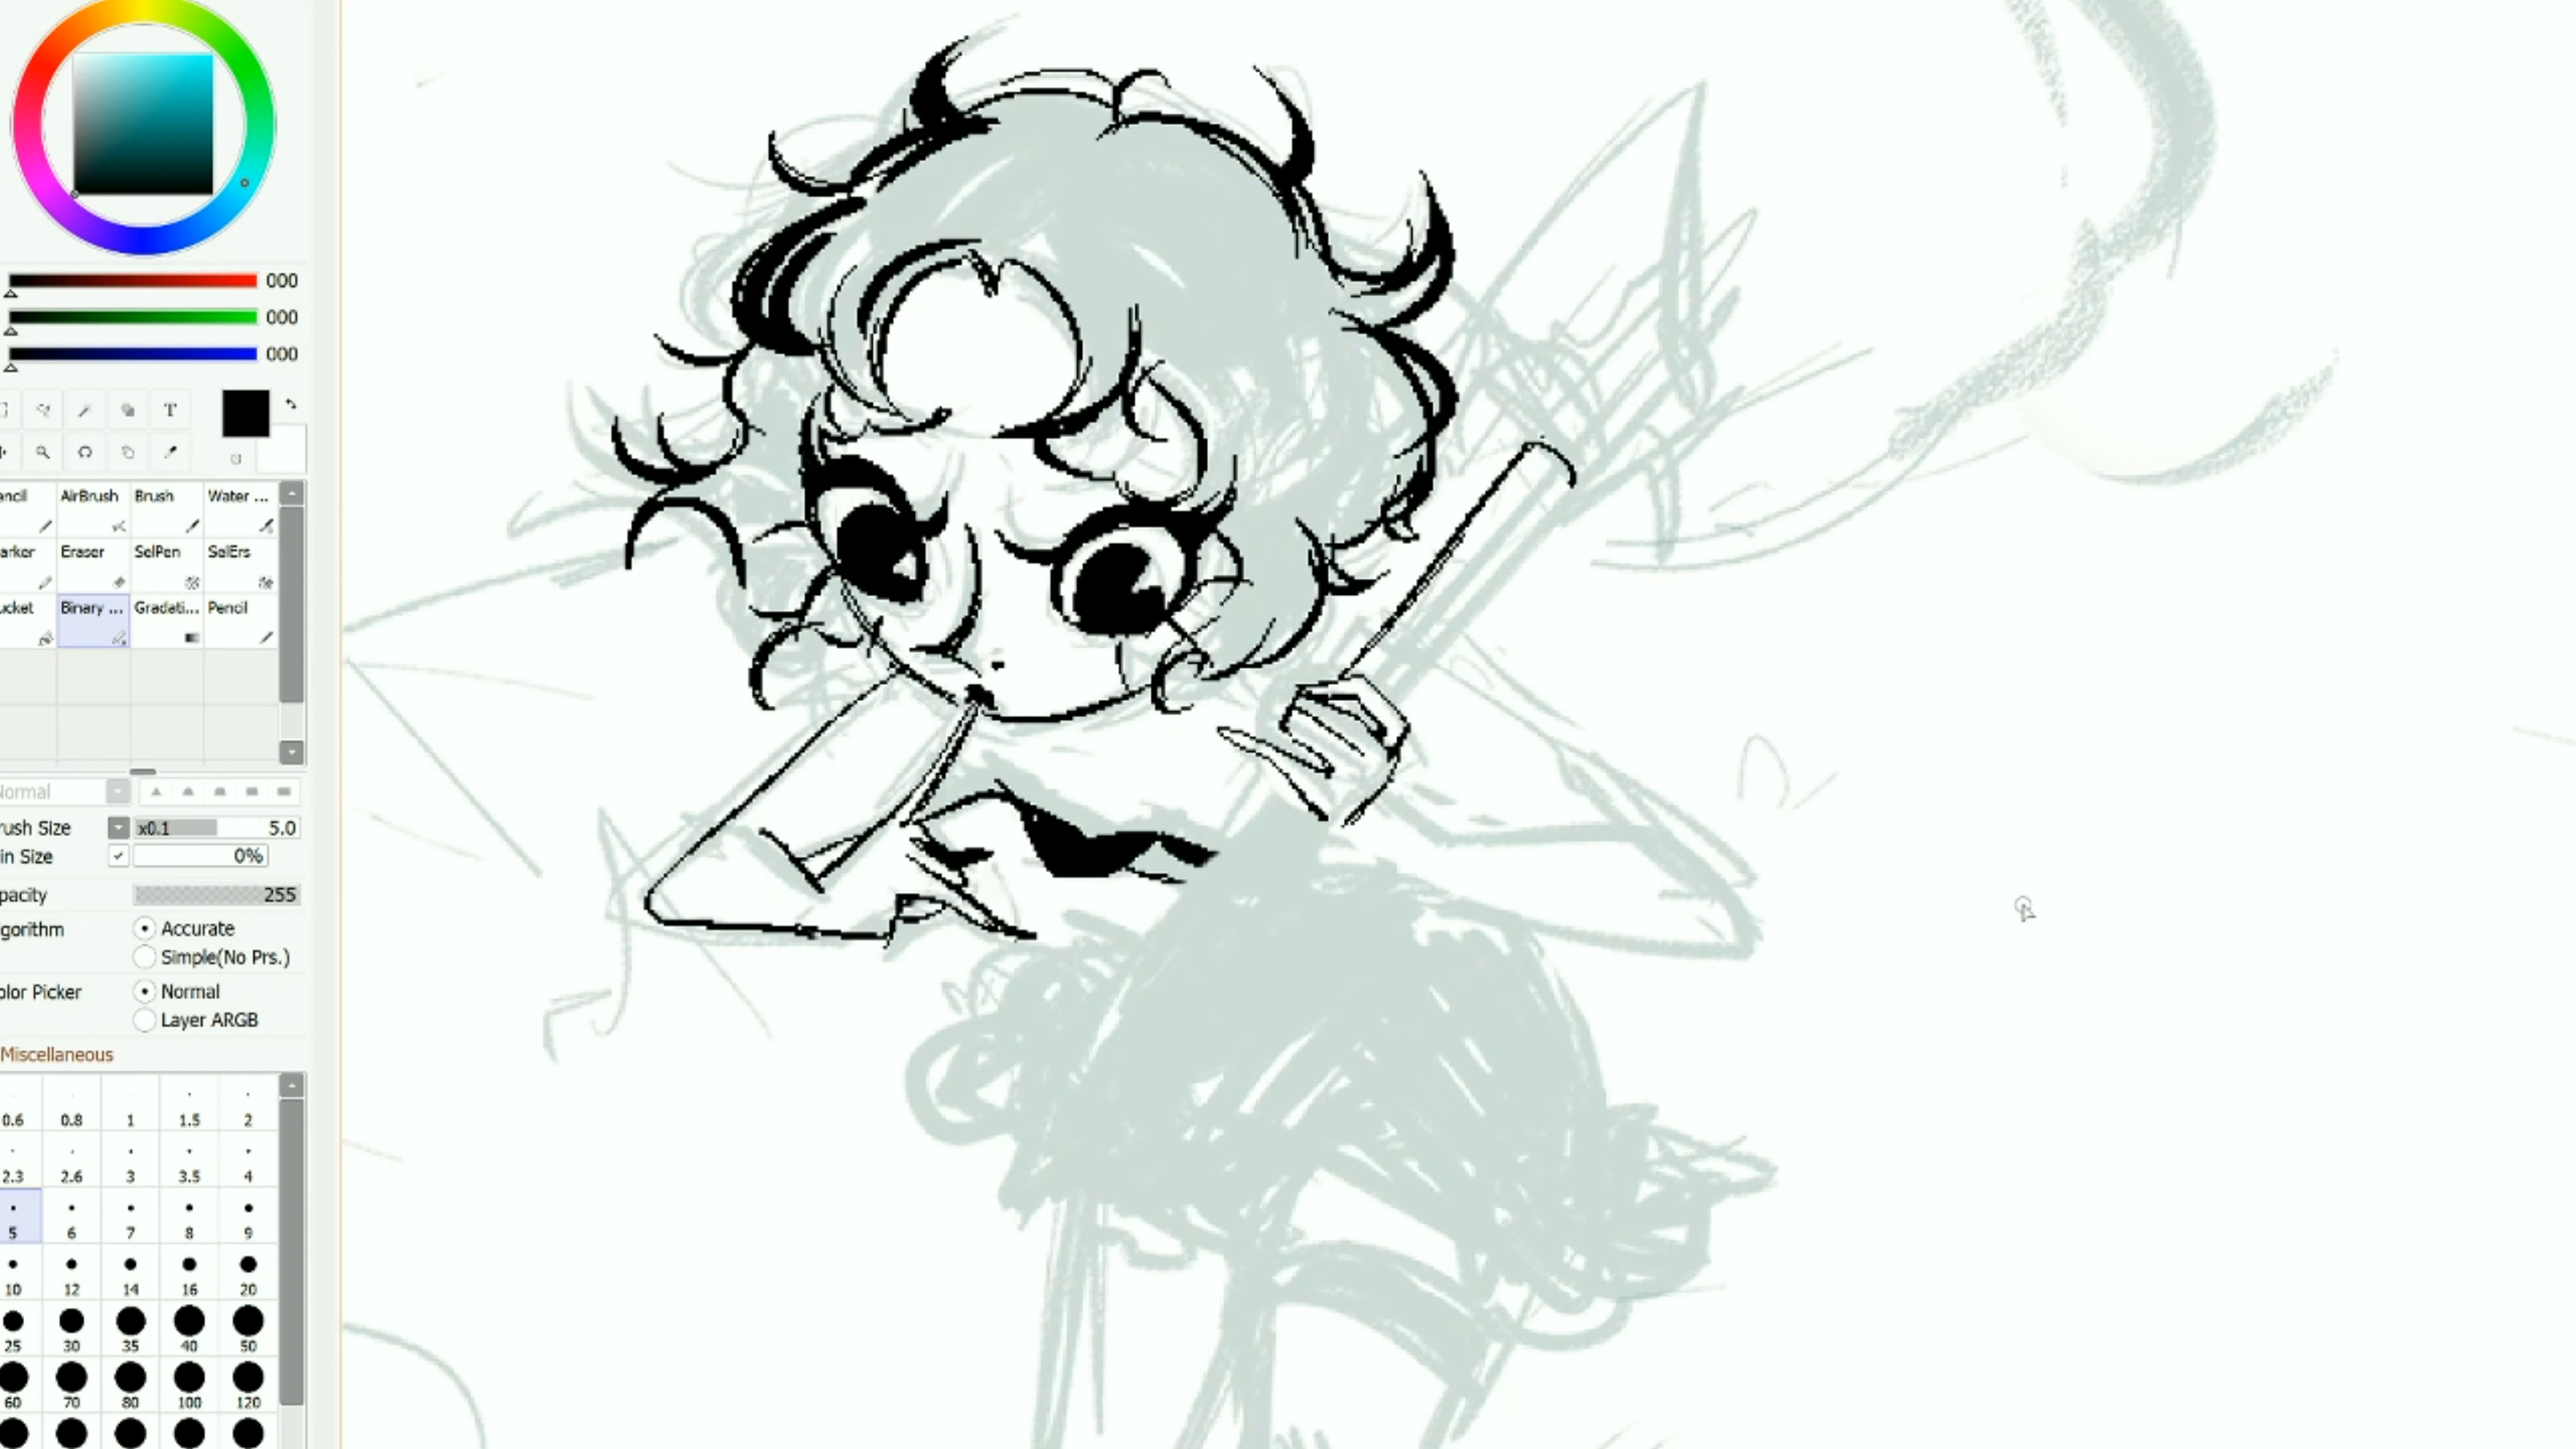 000
000
000
T
encil AirBrush Brush Water ...
arker Eraser SelPen SelErs
ucket Binary ... Gradati... Pencil
Normal
rush Size x0.1 5.0
in Size 0%
pacity 255
gorithm Accurate
Simple(No Prs.)
olor Picker Normal
Layer ARGB
Miscellaneous
0.6 0.8 1 1.5 2
2.3 2.6 3 3.5 4
5 6 7 8 9
10 12 14 16 20
25 30 35 40 50
60 70 80 100 120